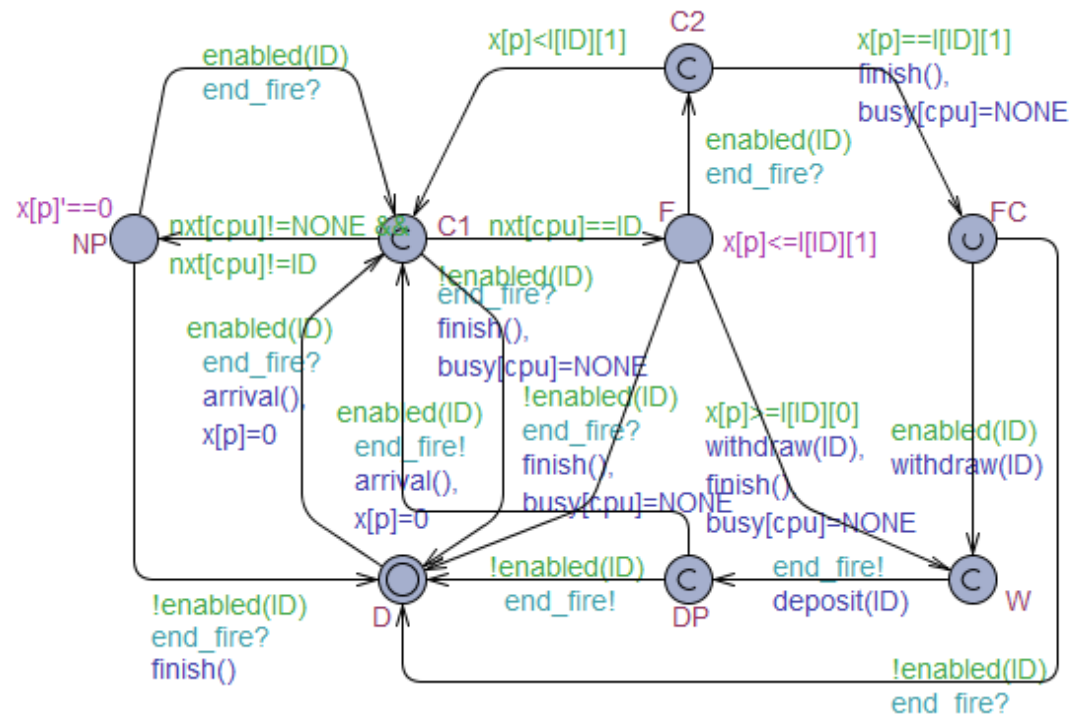 C2
x[p]<I[ID][1]
x[p]==I[ID][1]
finish(),
busy[cpu]=NONE
enabled(ID)
end_fire?
C
enabled(ID)
end_fire?
x[p]'==0
NP
nxt[cpu]!=NONE &&
nxt[cpu]!=ID
C
C1
nxt[cpu]==ID
F
x[p]<=I[ID][1]
FC
U
!enabled(ID)
end_fire?
finish(),
busy[cpu]=NONE
enabled(ID)
end_fire?
arrival(),
x[p]=0
enabled(ID)
end_fire!
arrival(),
x[p]=0
!enabled(ID)
end_fire?
finish(),
busy[cpu]=NONE
x[p]>=I[ID][0]
withdraw(ID),
finish(),
busy[cpu]=NONE
enabled(ID)
withdraw(ID)
!enabled(ID)
end_fire?
finish()
D
!enabled(ID)
end_fire!
C
DP
end_fire!
deposit(ID)
C
W
!enabled(ID)
end_fire?